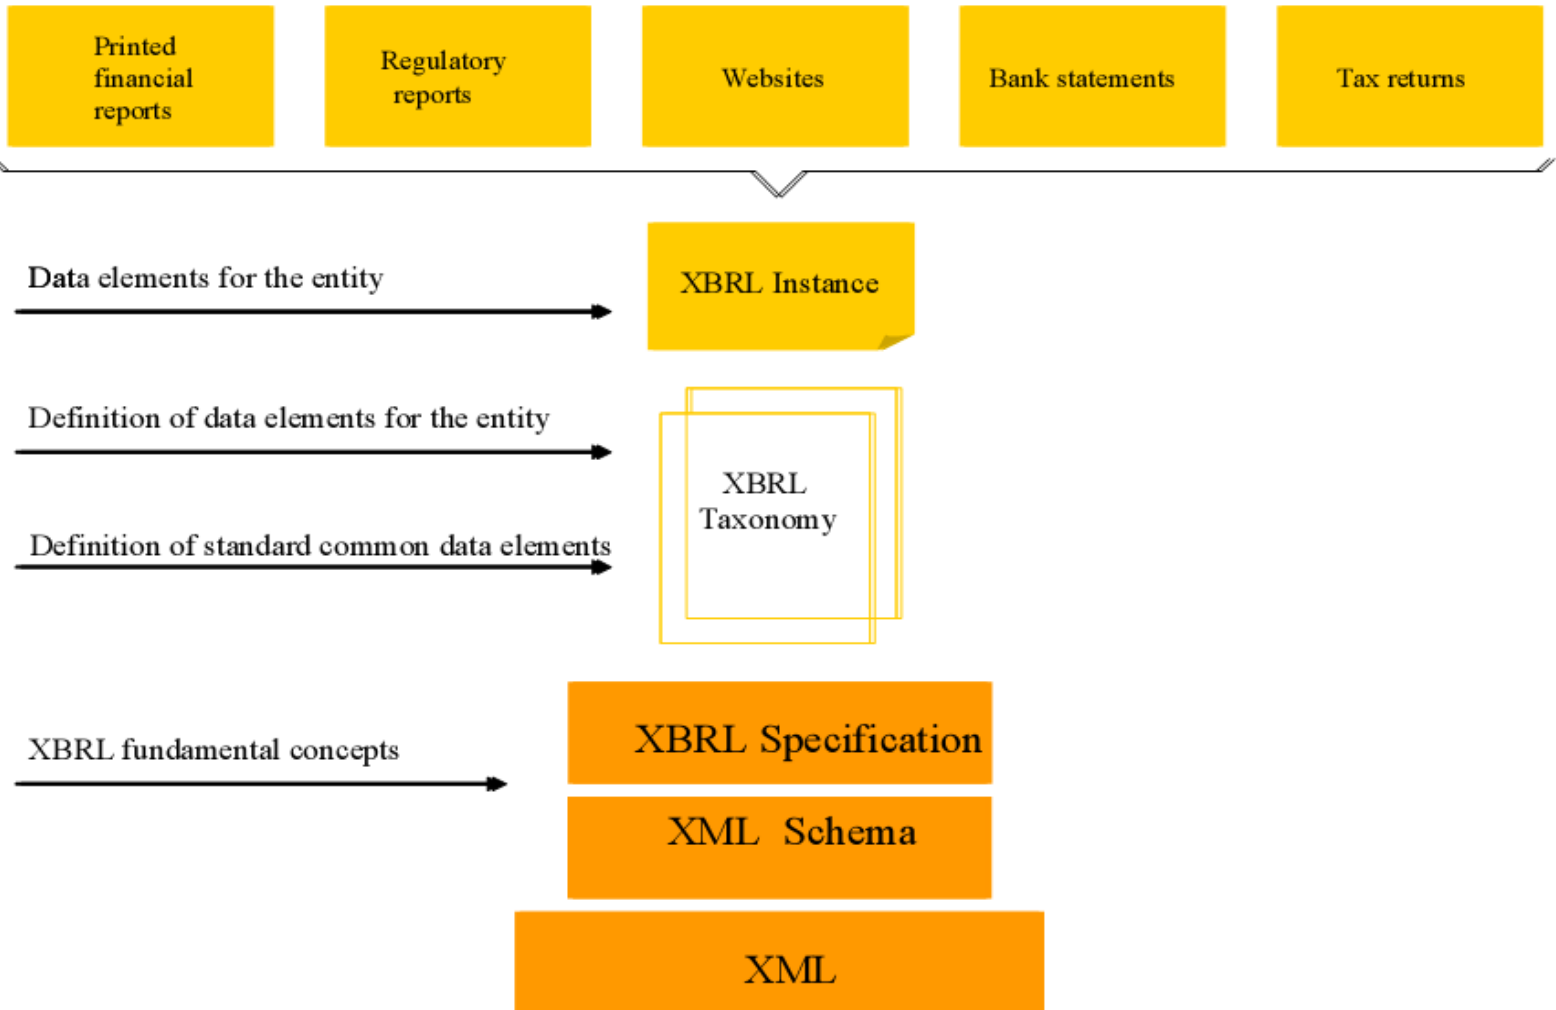 Printed
financial
reports
Regulatory
reports
Websites
Bank statements
Tax returns
Data elements for the entity
XBRL Instance
Definition of data elements for the entity
XBRL
Taxonomy
Definition of standard common data elements
XBRL fundamental concepts
XBRL Specification
XML Schema
XML